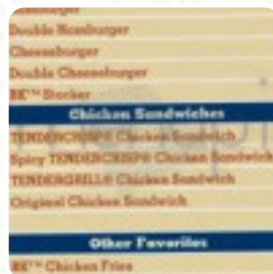 Double Hamburger
Cheeseburger
Double Cheeseburger
BK™ Stacker
Chicken Sandwiches
TENDERCRISP® Chicken Sandwich
Spicy TENDERCRISP® Chicken Sandwich
TENDERGRILL® Chicken Sandwich
Original Chicken Sandwich
Other Favorites
BK™ Chicken Fries